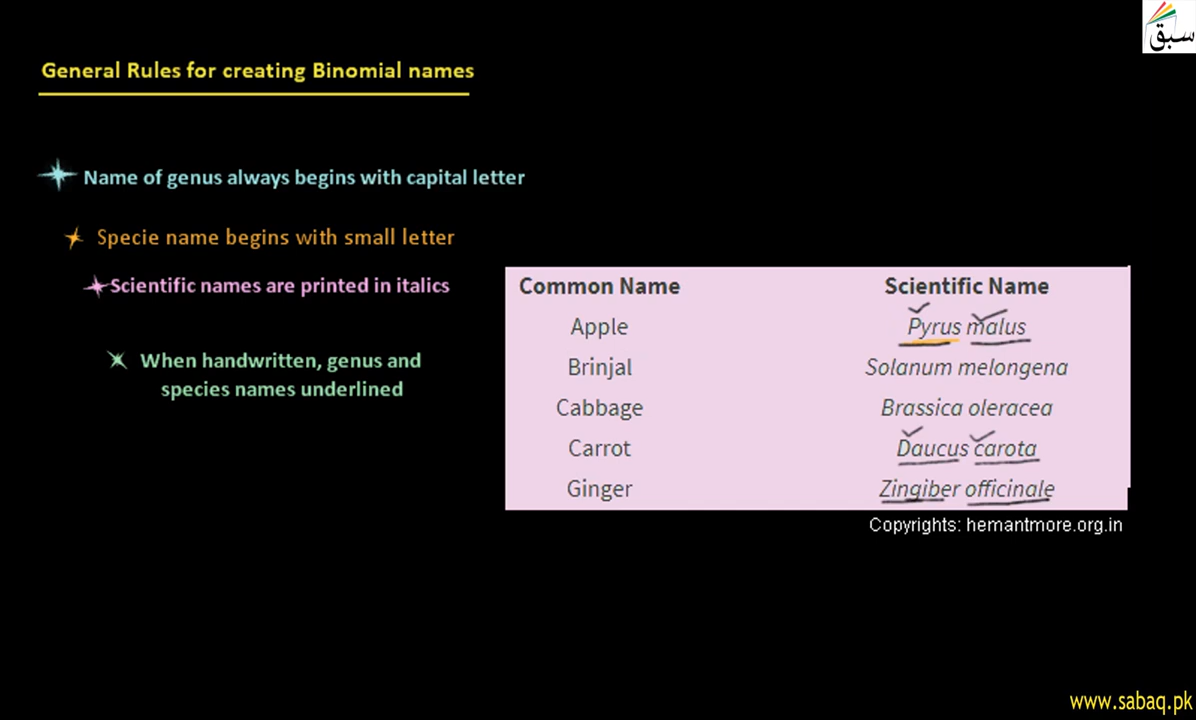 سبق
General Rules for creating Binomial names
Name of genus always begins with capital letter
Specie name begins with small letter
Scientific names are printed in italics
When handwritten, genus and
species names underlined
Common Name Scientific Name
Apple Pyrus malus
Brinjal Solanum melongena
Cabbage Brassica oleracea
Carrot Daucus carota
Ginger Zingiber officinale
Copyrights: hemantmore.org.in
www.sabaq.pk